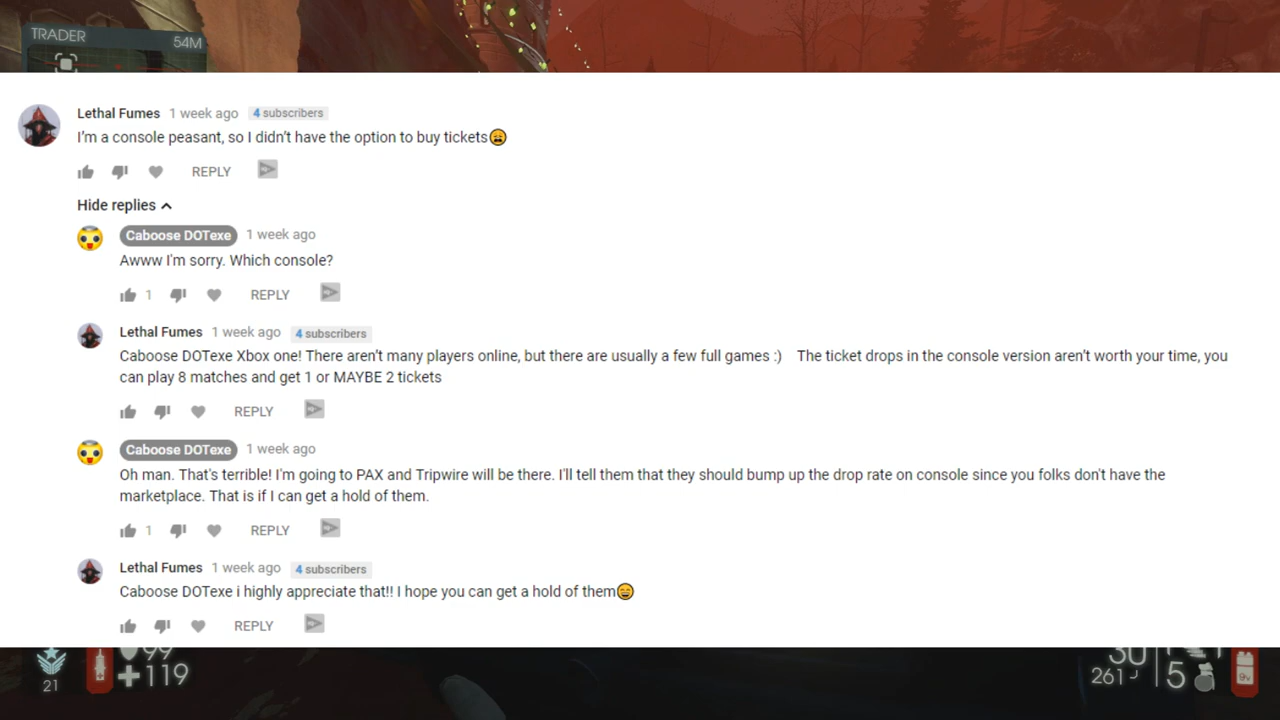 TRADER
54M
Lethal Fumes 1 week ago 4 subscribers
I'm a console peasant, so I didn't have the option to buy tickets😩
REPLY
Hide replies
Caboose DOTexe 1 week ago
Awww I'm sorry. Which console?
1 REPLY
Lethal Fumes 1 week ago 4 subscribers
Caboose DOTexe Xbox one! There aren't many players online, but there are usually a few full games :) The ticket drops in the console version aren't worth your time, you
can play 8 matches and get 1 or MAYBE 2 tickets
REPLY
Caboose DOTexe 1 week ago
Oh man. That's terrible! I'm going to PAX and Tripwire will be there. I'll tell them that they should bump up the drop rate on console since you folks don't have the
marketplace. That is if I can get a hold of them.
1 REPLY
Lethal Fumes 1 week ago 4 subscribers
Caboose DOTexe i highly appreciate that!! I hope you can get a hold of them😄
REPLY
99
30
21
+119
261
5
9v